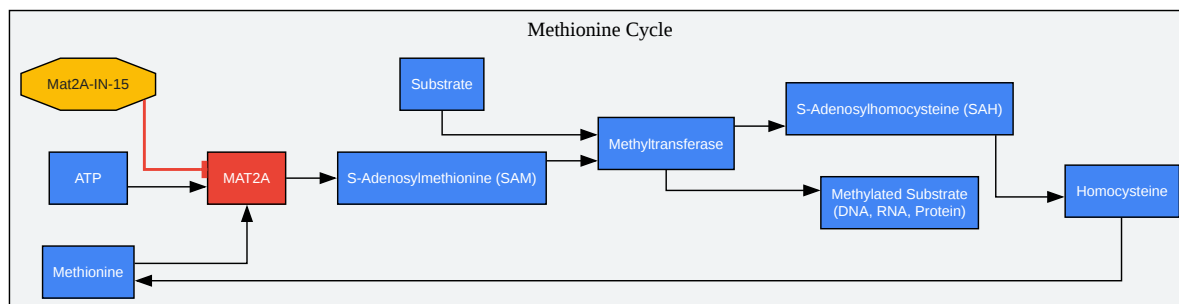 Methionine Cycle
Mat2A-IN-15
Substrate
S-Adenosylhomocysteine (SAH)
Methyltransferase
ATP
MAT2A
S-Adenosylmethionine (SAM)
Methylated Substrate
(DNA, RNA, Protein)
Homocysteine
Methionine